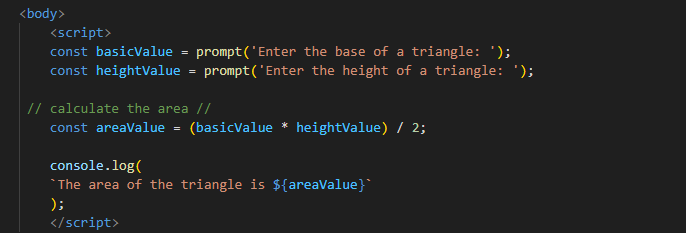 <body>
<script>
const basicValue = prompt('Enter the base of a triangle: ');
const heightValue = prompt('Enter the height of a triangle: ');
// calculate the area //
const areaValue = (basicValue * heightValue) / 2;
console.log(
`The area of the triangle is ${areaValue}`
);
</script>